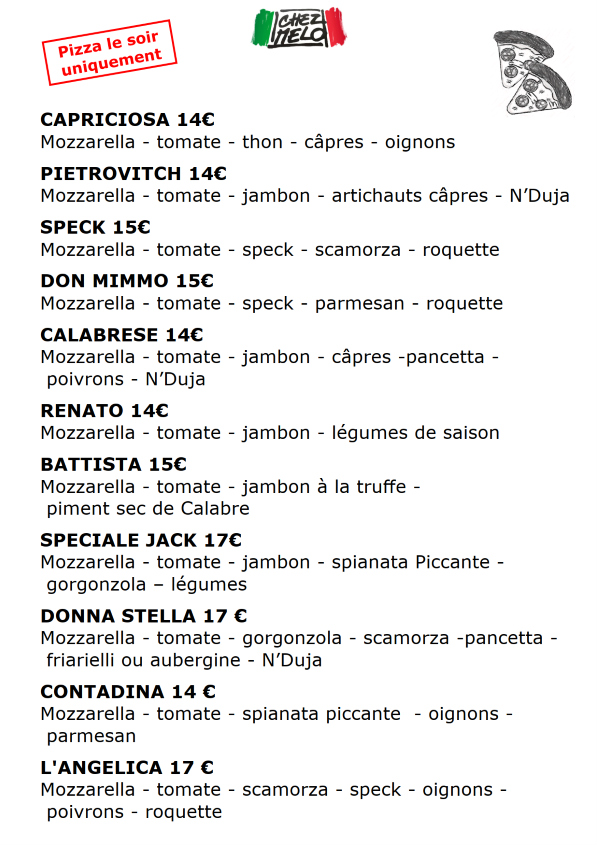 Pizza le soir
uniquement
CHEZ
MELO
CAPRICIOSA 14€
Mozzarella - tomate - thon - câpres - oignons
PIETROVITCH 14€
Mozzarella - tomate - jambon - artichauts câpres - N’Duja
SPECK 15€
Mozzarella - tomate - speck - scamorza - roquette
DON MIMMO 15€
Mozzarella - tomate - speck - parmesan - roquette
CALABRESE 14€
Mozzarella - tomate - jambon - câpres -pancetta -
poivrons - N’Duja
RENATO 14€
Mozzarella - tomate - jambon - légumes de saison
BATTISTA 15€
Mozzarella - tomate - jambon à la truffe -
piment sec de Calabre
SPECIALE JACK 17€
Mozzarella - tomate - jambon - spianata Piccante -
gorgonzola – légumes
DONNA STELLA 17 €
Mozzarella - tomate - gorgonzola - scamorza -pancetta -
friarielli ou aubergine - N’Duja
CONTADINA 14 €
Mozzarella - tomate - spianata piccante  - oignons -
parmesan
L'ANGELICA 17 €
Mozzarella - tomate - scamorza - speck - oignons -
poivrons - roquette